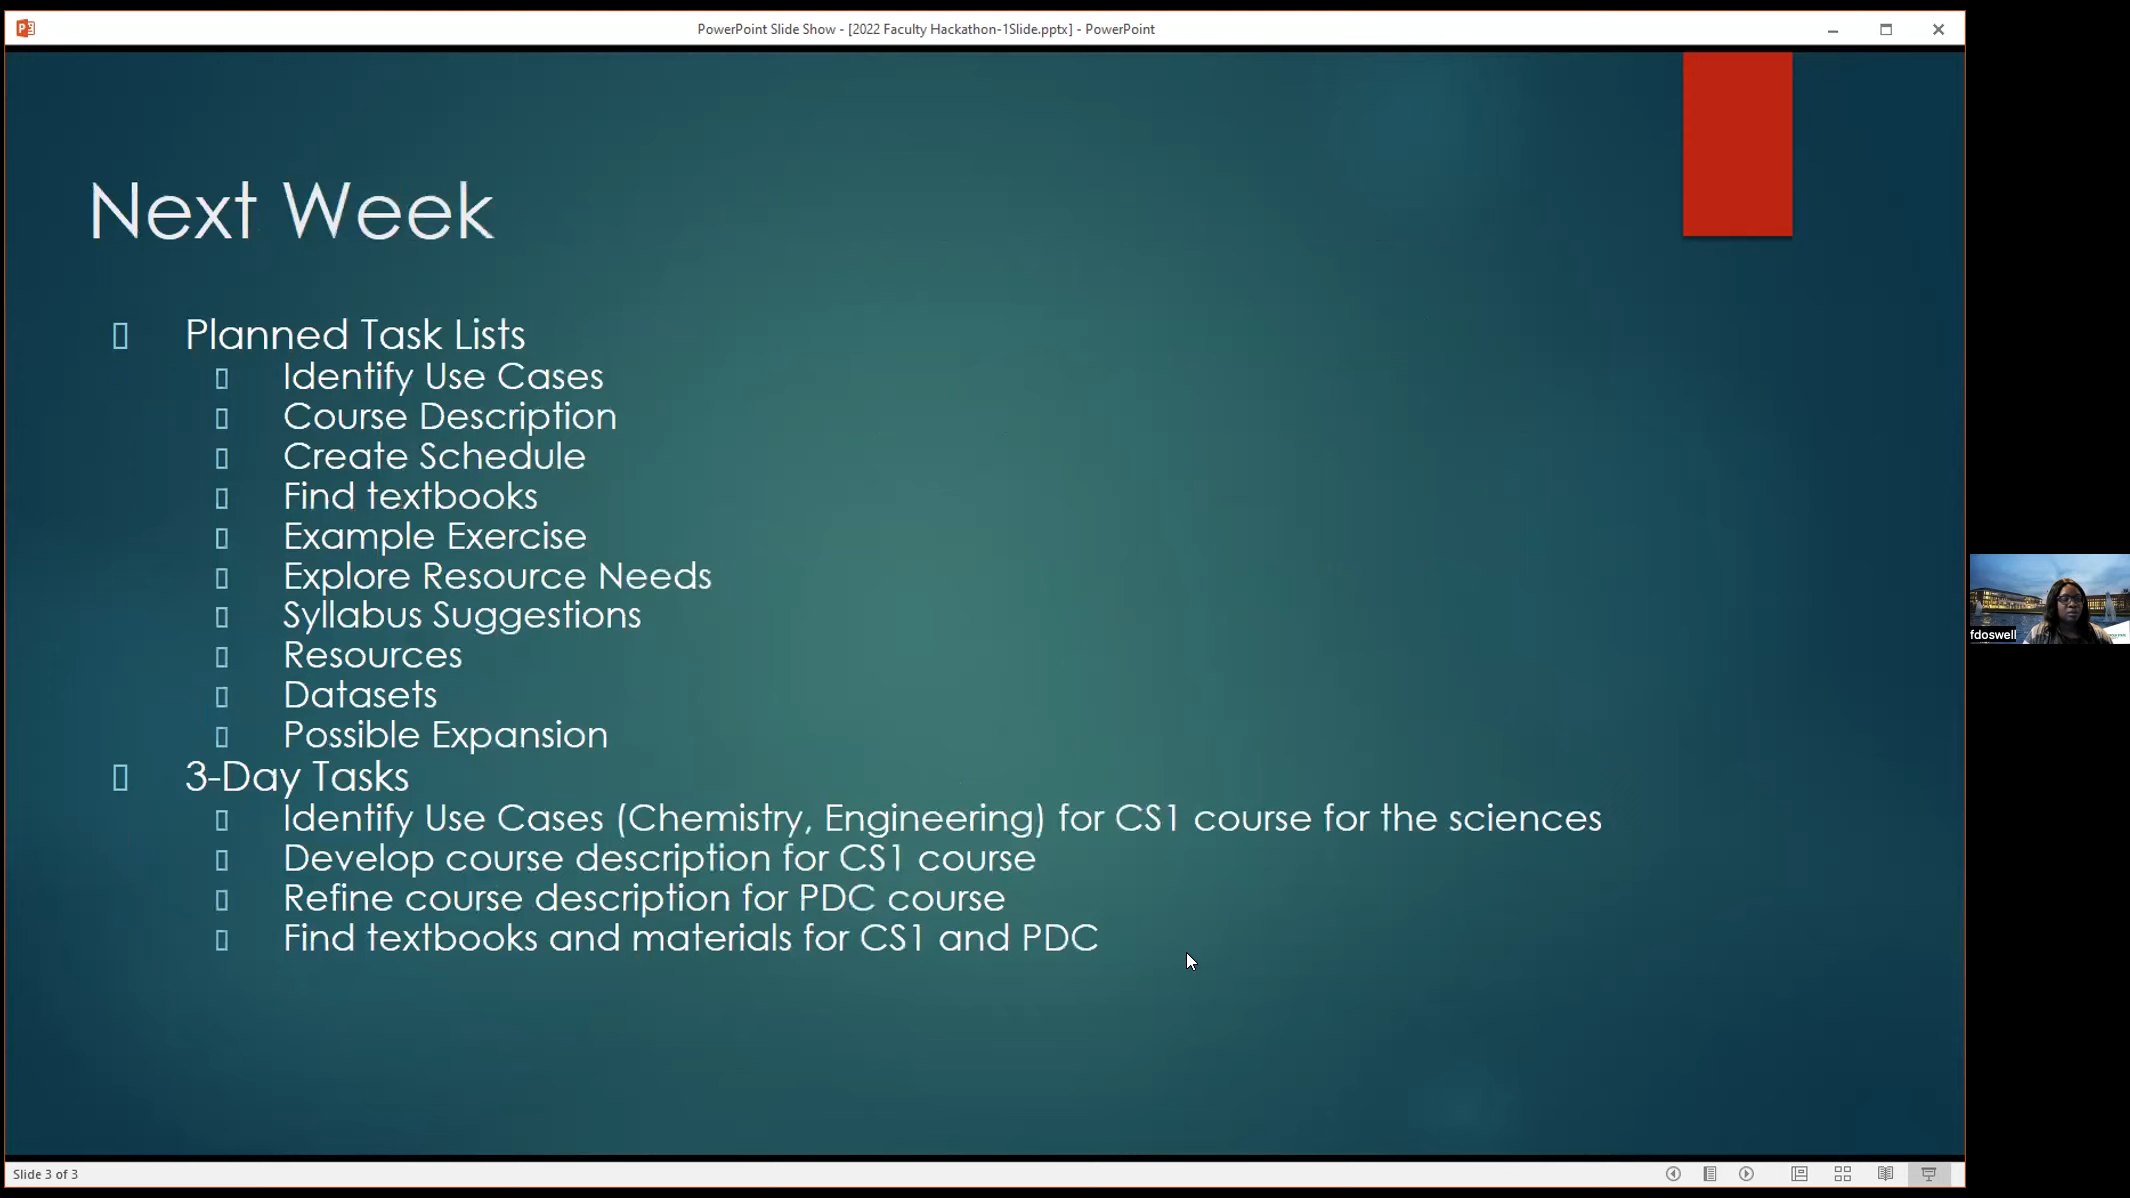 PowerPoint Slide Show - [2022 Faculty Hackathon-1Slide.pptx] - PowerPoint
Next Week
Planned Task Lists
Identify Use Cases
Course Description
Create Schedule
Find textbooks
Example Exercise
Explore Resource Needs
Syllabus Suggestions
Resources
Datasets
Possible Expansion
3-Day Tasks
Identify Use Cases (Chemistry, Engineering) for CS1 course for the sciences
Develop course description for CS1 course
Refine course description for PDC course
Find textbooks and materials for CS1 and PDC
fdoswell
Slide 3 of 3